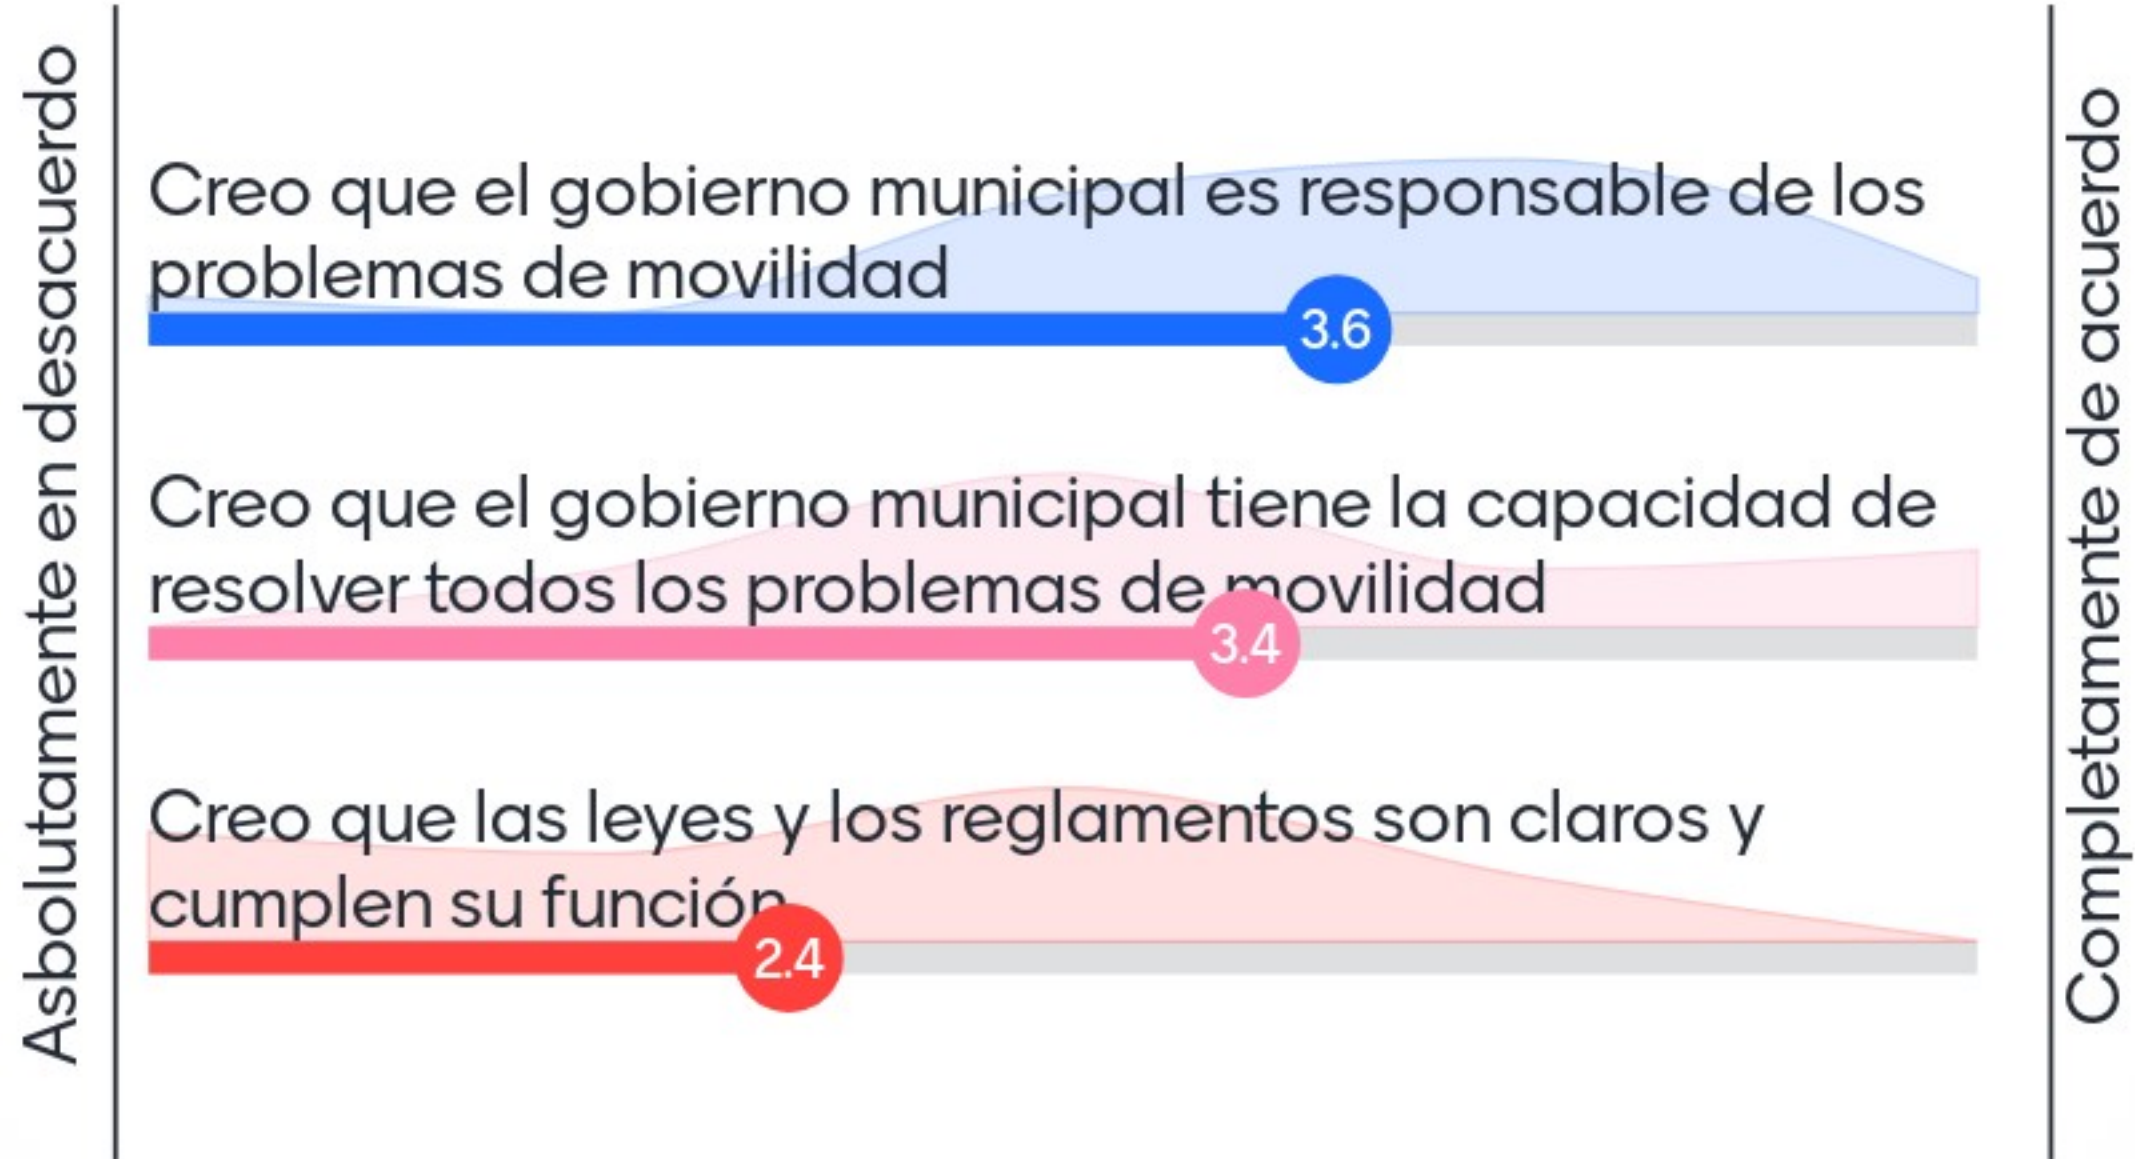 Asbolutamente en desacuerdo
Creo que el gobierno municipal es responsable de los
problemas de movilidad
3.6
Creo que el gobierno municipal tiene la capacidad de
resolver todos los problemas de movilidad
3.4
Creo que las leyes y los reglamentos son claros y
cumplen su función
2.4
Completamente de acuerdo